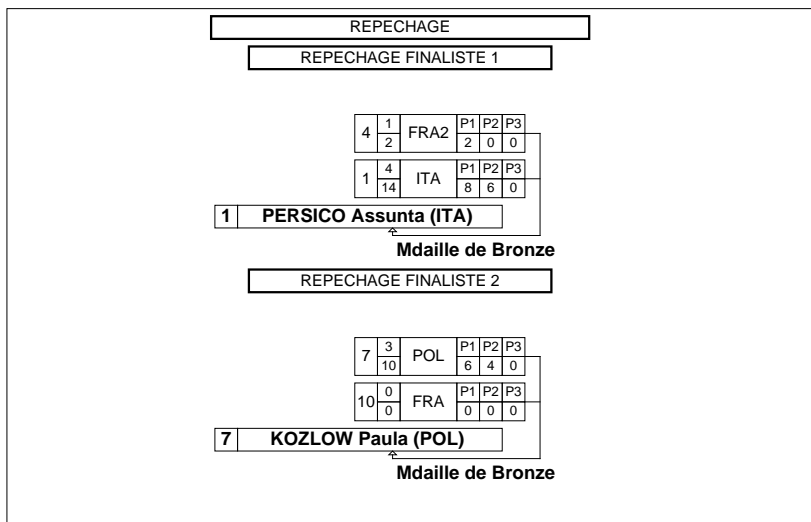 REPECHAGE
REPECHAGE FINALISTE 1
4 1 FRA2 P1 P2 P3
2 2 0 0
1 4 ITA P1 P2 P3
14 8 6 0
1 PERSICO Assunta (ITA)
Mdaille de Bronze
REPECHAGE FINALISTE 2
7 3 POL P1 P2 P3
10 6 4 0
10 0 FRA P1 P2 P3
0 0 0 0
7 KOZLOW Paula (POL)
Mdaille de Bronze